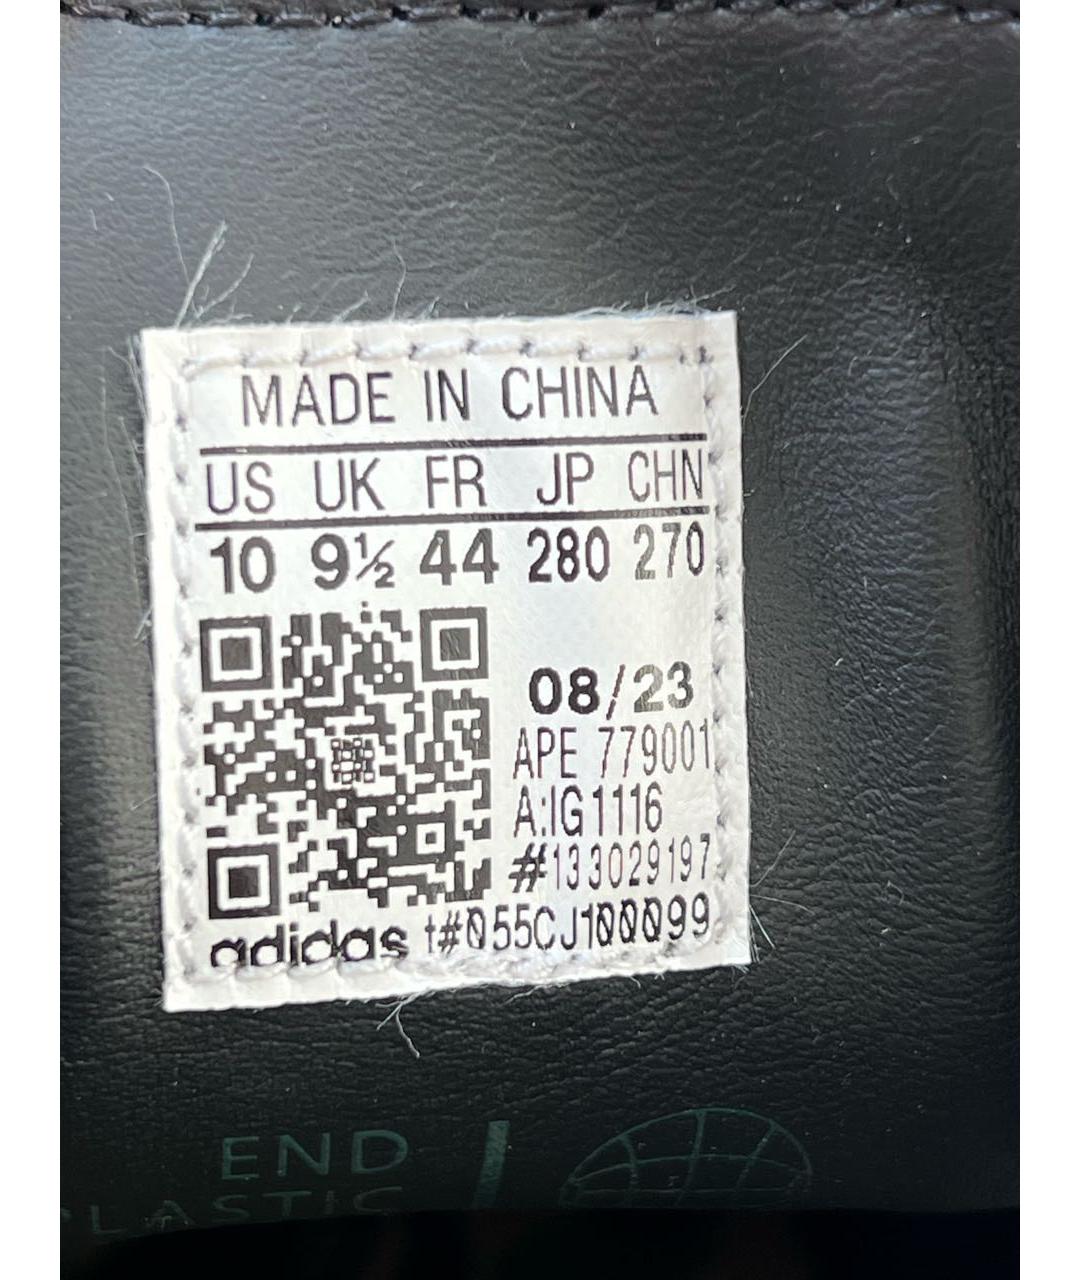 MADE IN CHINA
US UK FR JP CHN
10 9½ 44 280 270
08/23
APE 779001
A:IG1116
#133029197
adidas t#055CJ100099
END
PLASTIC